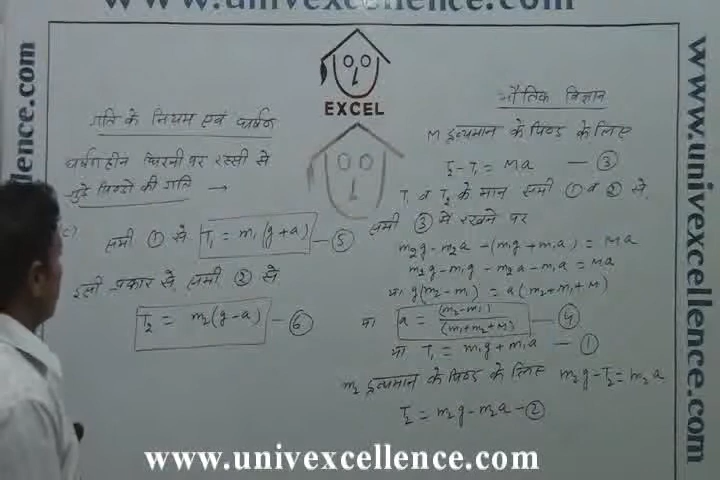 www.univexcellence.com
EXCEL
गति के नियम एवं घर्षण
घर्षणहीन घिरनी पर रस्सी से
जुड़े पिण्डों की गति →
(c)
समी ① से T₁ = m₁(g+a) — ⑤
इसी प्रकार से, समी ② से
T₂ = m₂(g-a) — ⑥
भौतिक विज्ञान
M द्रव्यमान के पिण्ड के लिए
T₂ - T₁ = Ma — ③
T₁ व T₂ के मान समी ① व ② से
समी ③ में रखने पर
m₂g - m₂a - (m₁g + m₁a) = Ma
m₂g - m₁g - m₂a - m₁a = Ma
या g(m₂ - m₁) = a(m₂ + m₁ + M)
या a = (m₂-m₁)/(m₁+m₂+M) — ④
या T₁ = m₁g + m₁a — ①
m₂ द्रव्यमान के पिण्ड के लिए m₂g - T₂ = m₂a
T₂ = m₂g - m₂a - ②
www.univexcellence.com
www.univexcellence.com